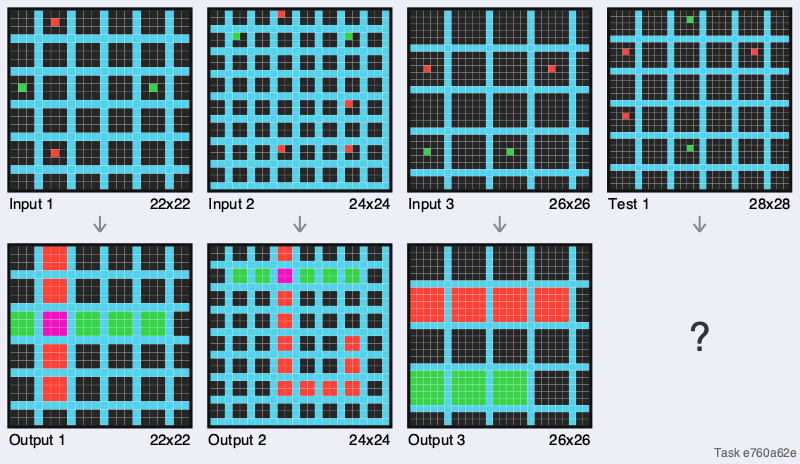 Input 1 22x22
Input 2 24x24
Input 3 26x26
Test 1 28x28
?
Output 1 22x22
Output 2 24x24
Output 3 26x26
Task e760a62e